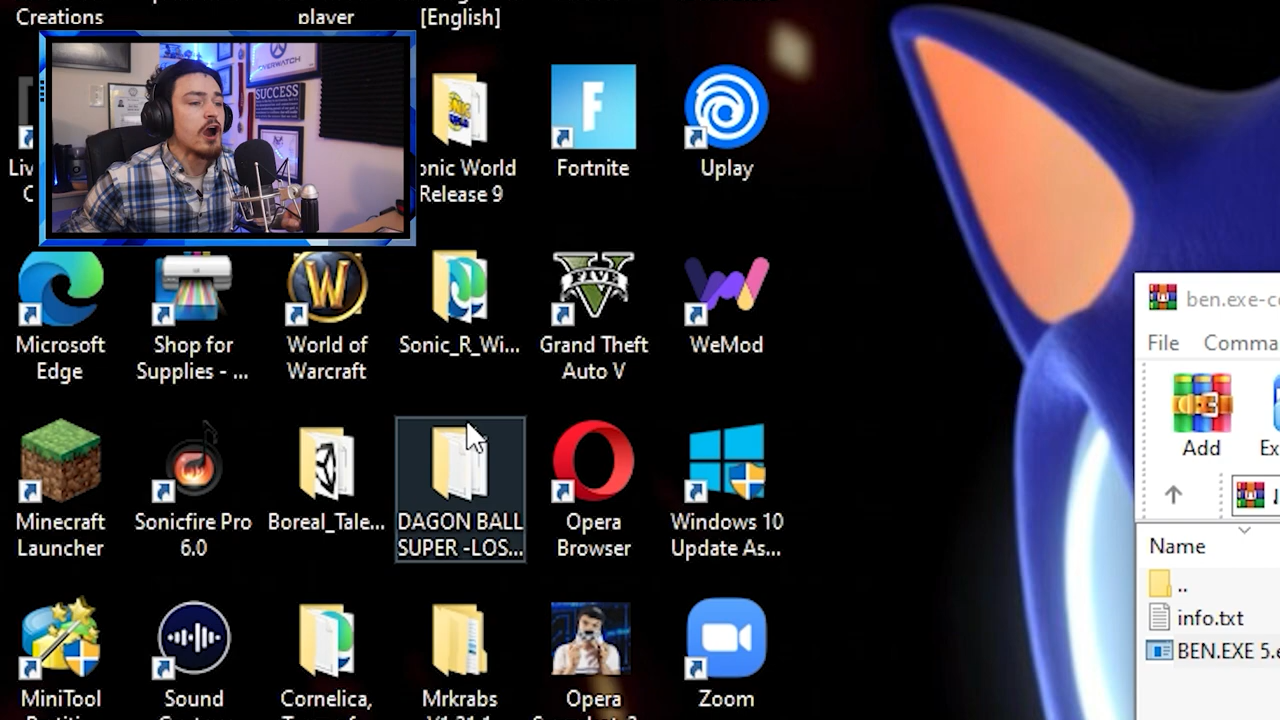 Creations
player
[English]
OVERWATCH
SUCCESS
onic World
Release 9
F
Fortnite
Uplay
Microsoft
Edge
Shop for
Supplies - ...
W
World of
Warcraft
Sonic_R_Wi...
FIVE
Grand Theft
Auto V
WeMod
Minecraft
Launcher
Sonicfire Pro
6.0
Boreal_Tale...
DAGON BALL
SUPER -LOS...
Opera
Browser
Windows 10
Update As...
MiniTool
Sound
Cornelica,
Mrkrabs
Opera
Zoom
ben.exe-c
File
Comma
Add
Ex
Name
..
info.txt
BEN.EXE 5.e